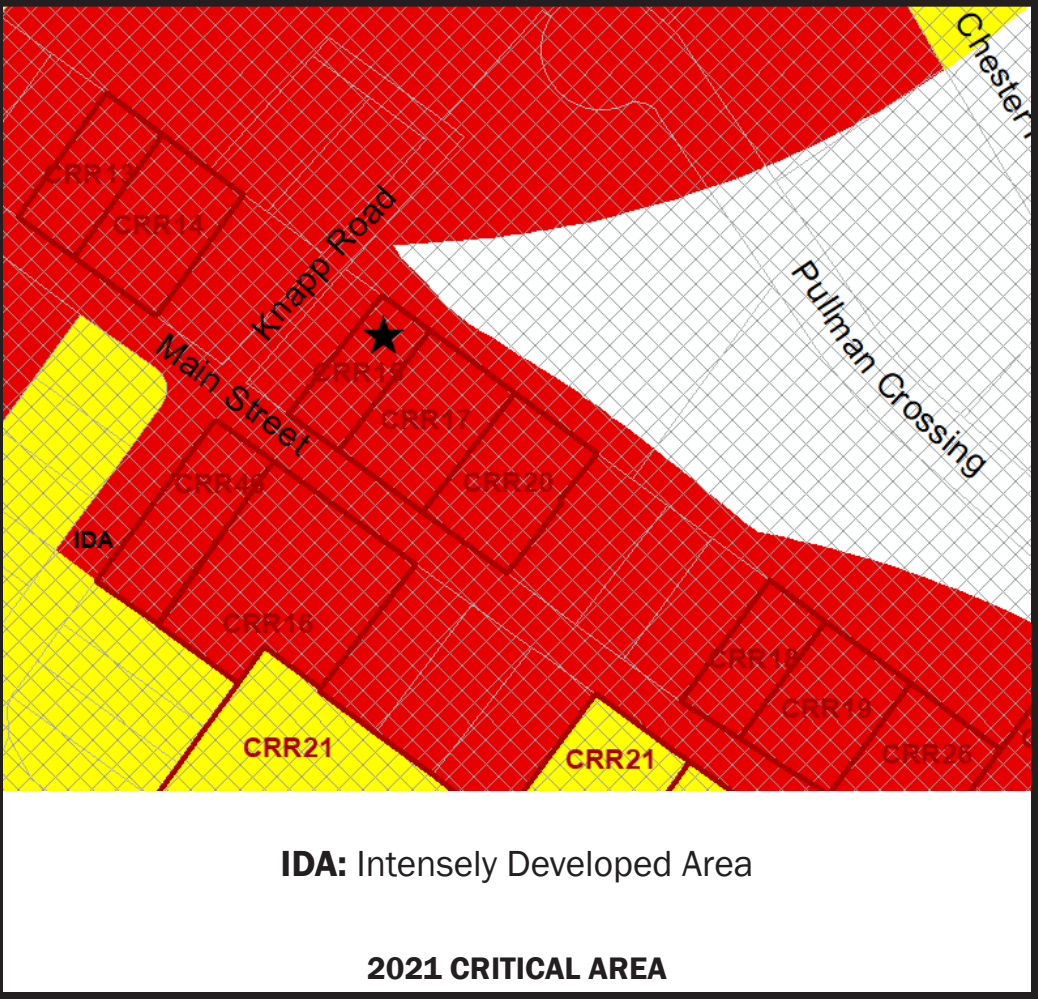 Chester
CRR13
CRR14
Knapp Road
Main Street
Pullman Crossing
CRR15
CRR17
CRR20
IDA
CRR16
CRR18
CRR19
CRR26
CRR21
CRR21
IDA: Intensely Developed Area
2021 CRITICAL AREA